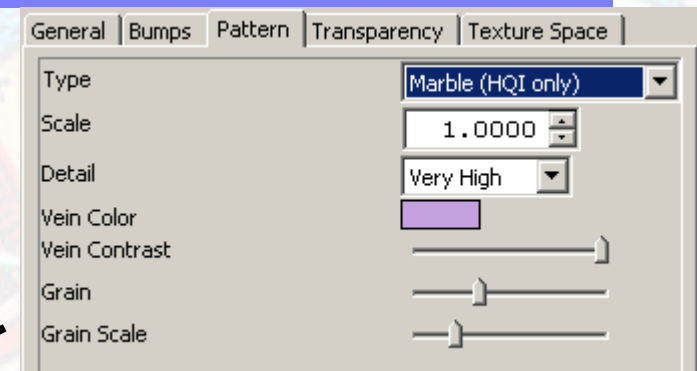 General Bumps Pattern Transparency Texture Space
Type Marble (HQI only)
Scale 1.0000
Detail Very High
Vein Color
Vein Contrast
Grain
Grain Scale